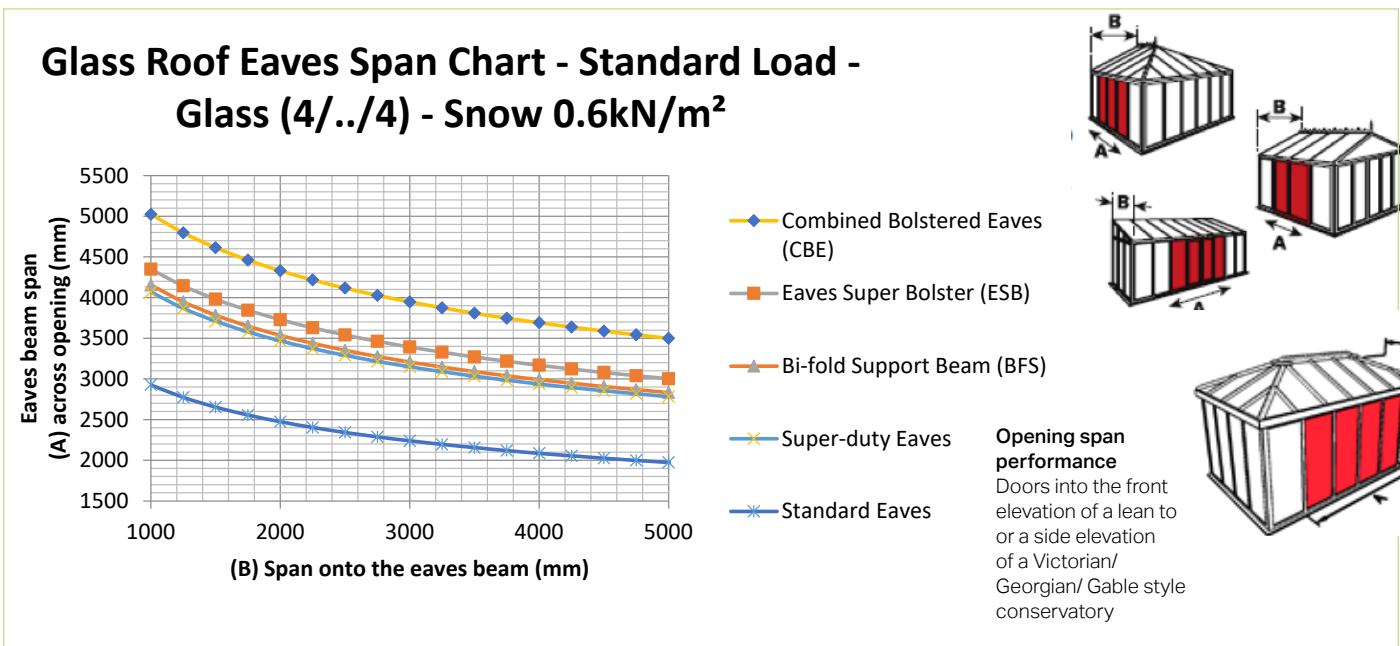 Glass Roof Eaves Span Chart - Standard Load -
Glass (4/../4) - Snow 0.6kN/m²
Eaves beam span
(A) across opening (mm)
5500
5000
4500
4000
3500
3000
2500
2000
1500
1000
2000
3000
4000
5000
(B) Span onto the eaves beam (mm)
Combined Bolstered Eaves
(CBE)
Eaves Super Bolster (ESB)
Bi-fold Support Beam (BFS)
Super-duty Eaves
Standard Eaves
B
A
B
A
B
A
Opening span
performance
Doors into the front
elevation of a lean to
or a side elevation
of a Victorian/
Georgian/ Gable style
conservatory